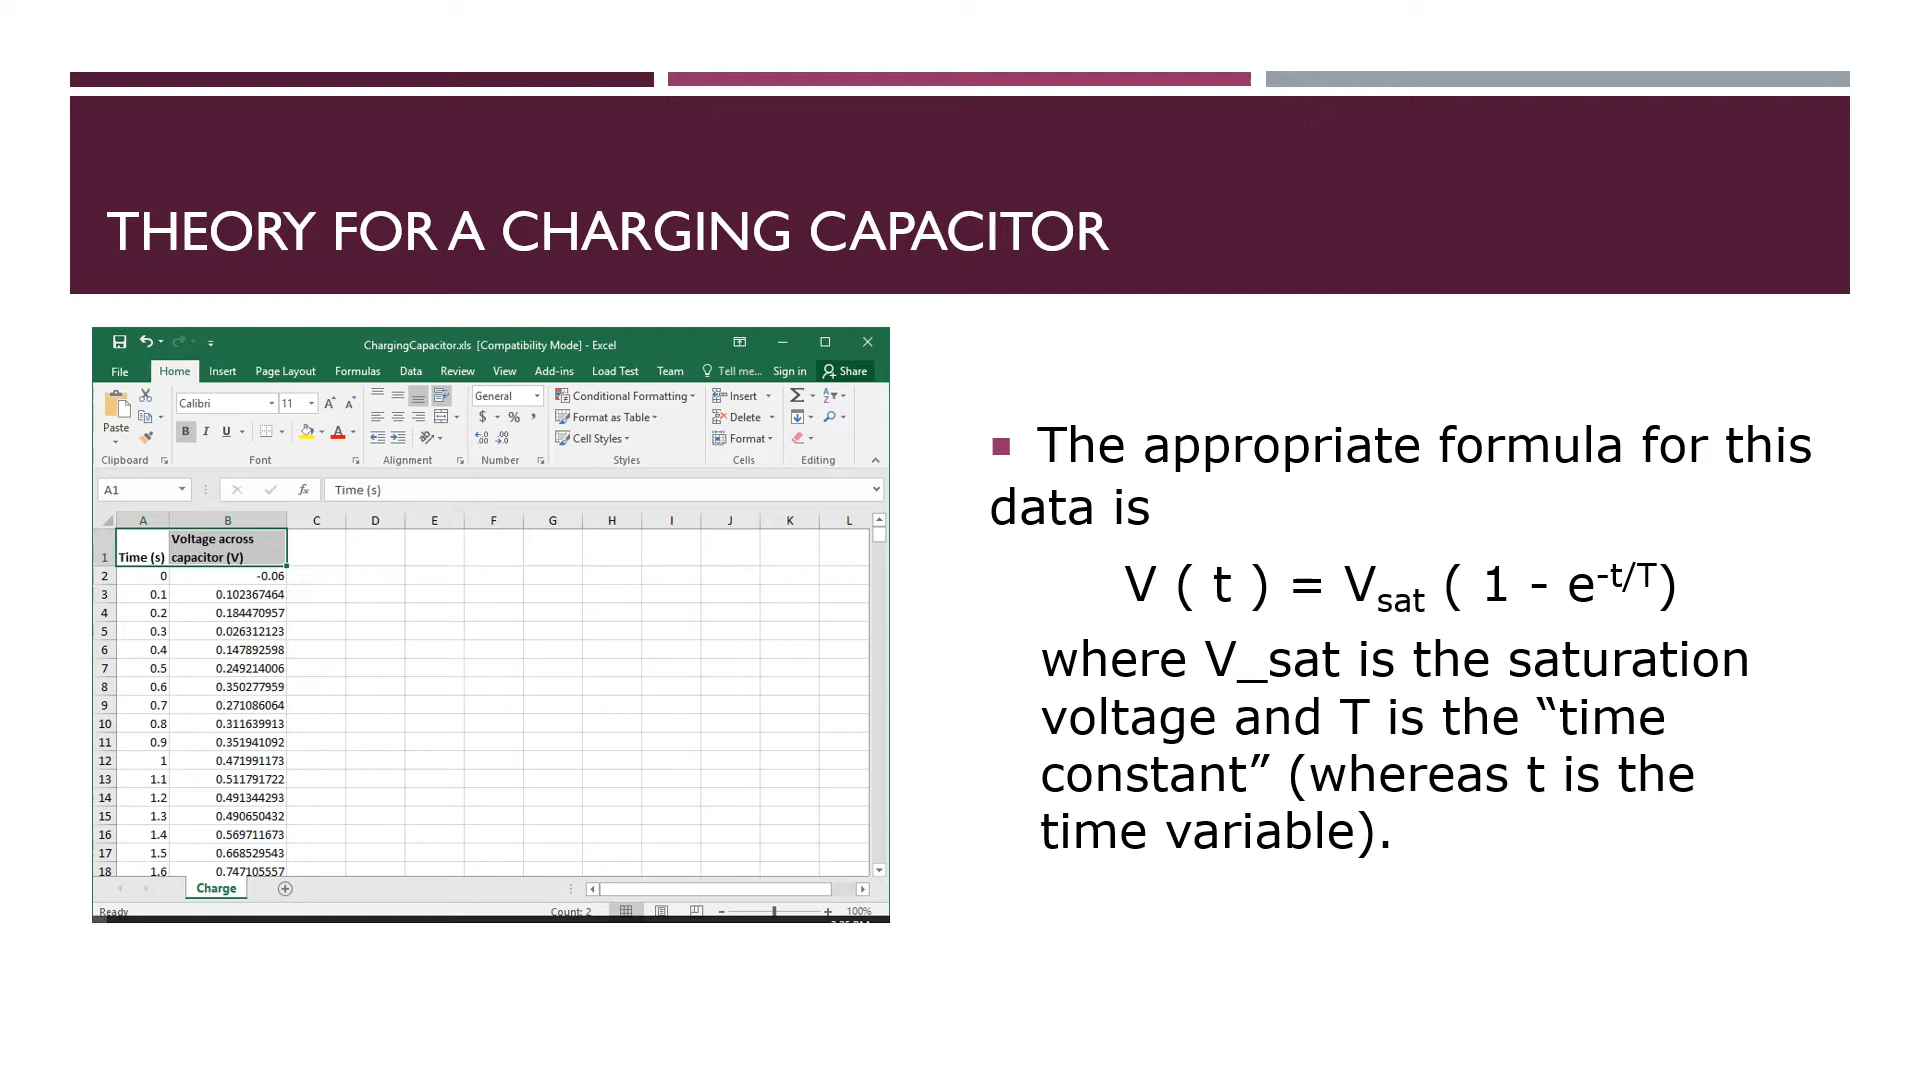 THEORY FOR A CHARGING CAPACITOR
ChargingCapacitor.xls [Compatibility Mode] - Excel
File Home Insert Page Layout Formulas Data Review View Add-ins Load Test Team Tell me... Sign in Share
Calibri 11 General Conditional Formatting Insert
Paste B I U $ % , Format as Table Delete
Cell Styles Format
Clipboard Font Alignment Number Styles Cells Editing
A1 fx Time (s)
A B C D E F G H I J K L
Voltage across
1 Time (s) capacitor (V)
2 0 -0.06
3 0.1 0.102367464
4 0.2 0.184470957
5 0.3 0.026312123
6 0.4 0.147892598
7 0.5 0.249214006
8 0.6 0.350277959
9 0.7 0.271086064
10 0.8 0.311639913
11 0.9 0.351941092
12 1 0.471991173
13 1.1 0.511791722
14 1.2 0.491344293
15 1.3 0.490650432
16 1.4 0.569711673
17 1.5 0.668529543
18 1.6 0.747105557
Charge
Ready Count: 2 100%
The appropriate formula for this
data is
V ( t ) = Vsat ( 1 - e-t/T)
where V_sat is the saturation
voltage and T is the “time
constant” (whereas t is the
time variable).